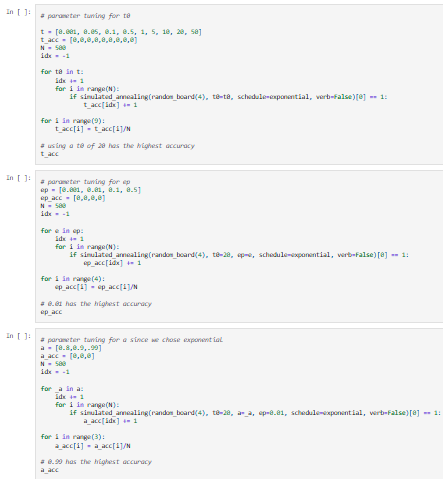 In [ ]:
# parameter tuning for t0
t = [0.001, 0.05, 0.1, 0.5, 1, 5, 10, 20, 50]
t_acc = [0,0,0,0,0,0,0,0,0]
N = 500
idx = -1
for t0 in t:
    idx += 1
    for i in range(N):
        if simulated_annealing(random_board(4), t0=t0, schedule=exponential, verb=False)[0] == 1:
            t_acc[idx] += 1
for i in range(9):
    t_acc[i] = t_acc[i]/N
# using a t0 of 20 has the highest accuracy
t_acc
In [ ]:
# parameter tuning for ep
ep = [0.001, 0.01, 0.1, 0.5]
ep_acc = [0,0,0,0]
N = 500
idx = -1
for e in ep:
    idx += 1
    for i in range(N):
        if simulated_annealing(random_board(4), t0=20, ep=e, schedule=exponential, verb=False)[0] == 1:
            ep_acc[idx] += 1
for i in range(4):
    ep_acc[i] = ep_acc[i]/N
# 0.01 has the highest accuracy
ep_acc
In [ ]:
# parameter tuning for a since we chose exponential
a = [0.8,0.9,.99]
a_acc = [0,0,0]
N = 500
idx = -1
for _a in a:
    idx += 1
    for i in range(N):
        if simulated_annealing(random_board(4), t0=20, a=_a, ep=0.01, schedule=exponential, verb=False)[0] == 1:
            a_acc[idx] += 1
for i in range(3):
    a_acc[i] = a_acc[i]/N
# 0.99 has the highest accuracy
a_acc